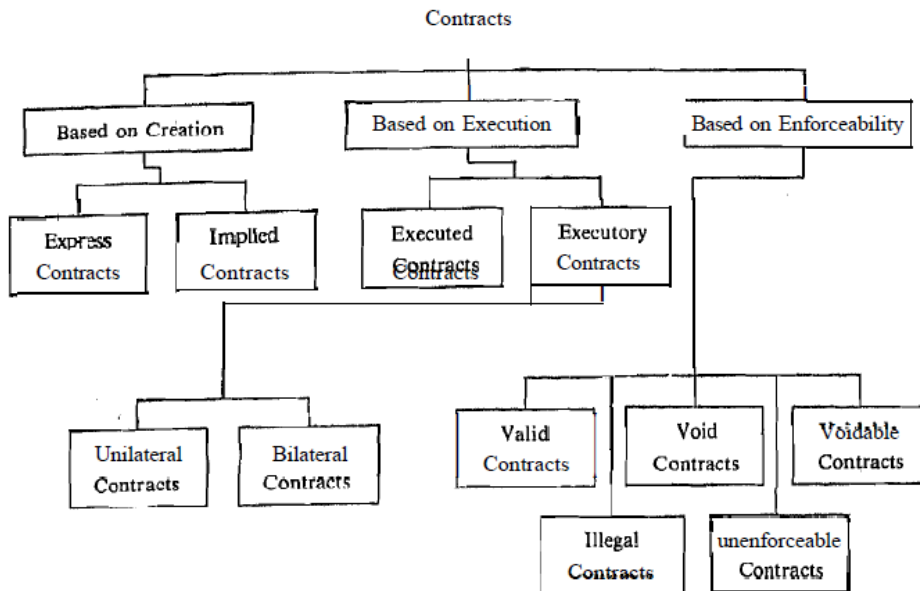 Contracts
Based on Creation
Based on Execution
Based on Enforceability
Express
Contracts
Implied
Contracts
Executed
Contracts
Executory
Contracts
Unilateral
Contracts
Bilateral
Contracts
Valid
Contracts
Void
Contracts
Voidable
Contracts
Illegal
Contracts
unenforceable
Contracts